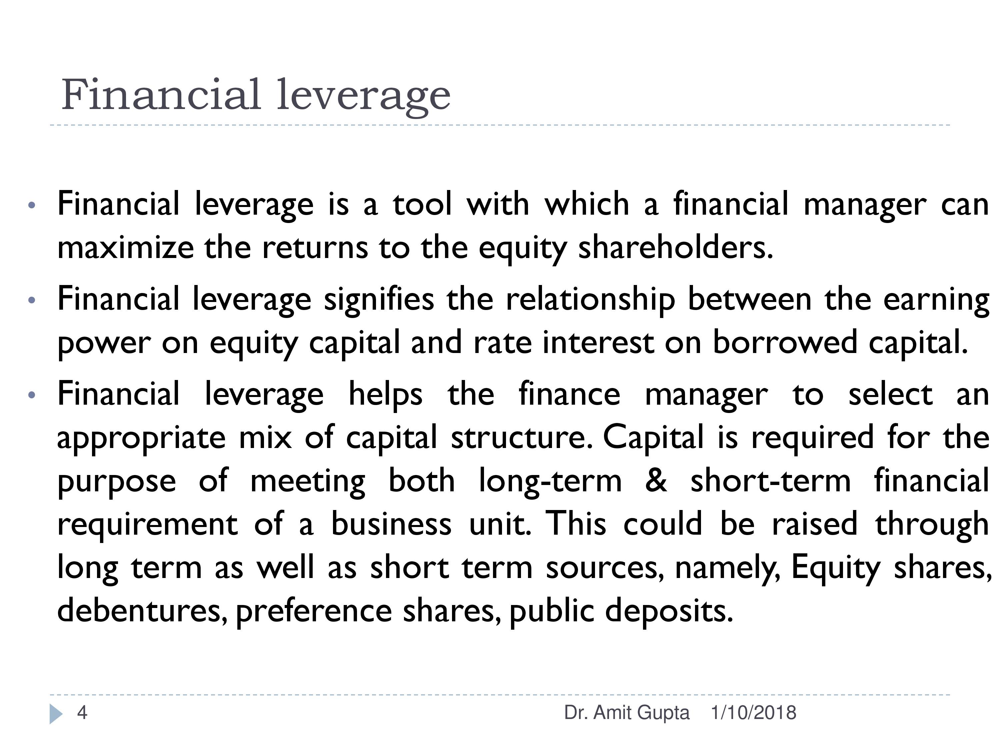 Financial leverage
• Financial leverage is a tool with which a financial manager can
maximize the returns to the equity shareholders.
• Financial leverage signifies the relationship between the earning
power on equity capital and rate interest on borrowed capital.
• Financial leverage helps the finance manager to select an
appropriate mix of capital structure. Capital is required for the
purpose of meeting both long-term & short-term financial
requirement of a business unit. This could be raised through
long term as well as short term sources, namely, Equity shares,
debentures, preference shares, public deposits.
4 Dr. Amit Gupta 1/10/2018